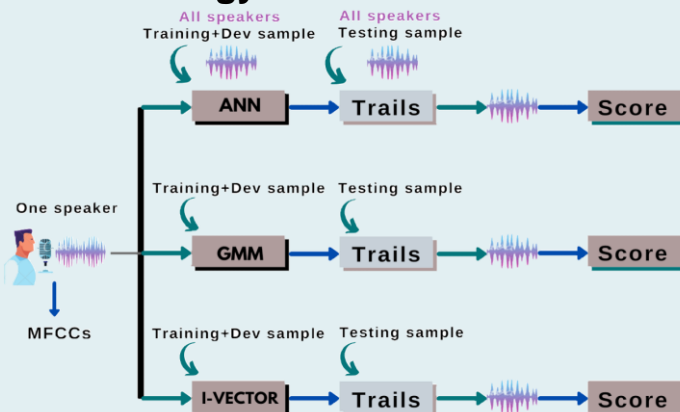 All speakers
Training+Dev sample
All speakers
Testing sample
ANN
Trails
Score
Training+Dev sample
Testing sample
One speaker
GMM
Trails
Score
MFCCs
Training+Dev sample
Testing sample
I-VECTOR
Trails
Score